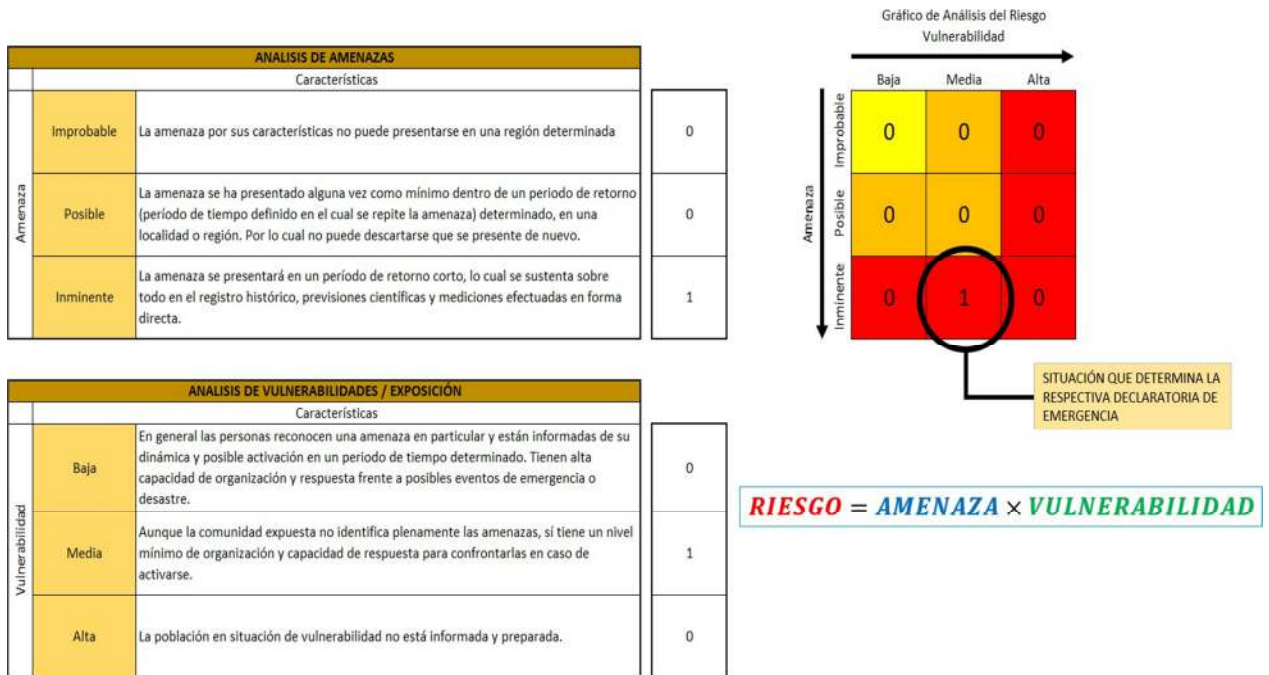 ANALISIS DE AMENAZAS
Características
Amenaza
Improbable
La amenaza por sus características no puede presentarse en una región determinada
0
Posible
La amenaza se ha presentado alguna vez como mínimo dentro de un periodo de retorno
(período de tiempo definido en el cual se repite la amenaza) determinado, en una
localidad o región. Por lo cual no puede descartarse que se presente de nuevo.
0
Inminente
La amenaza se presentará en un período de retorno corto, lo cual se sustenta sobre
todo en el registro histórico, previsiones científicas y mediciones efectuadas en forma
directa.
1
Gráfico de Análisis del Riesgo
Vulnerabilidad
Baja Media Alta
Amenaza
Improbable 0 0 0
Posible 0 0 0
Inminente 0 1 0
SITUACIÓN QUE DETERMINA LA
RESPECTIVA DECLARATORIA DE
EMERGENCIA
ANALISIS DE VULNERABILIDADES / EXPOSICIÓN
Características
Vulnerabilidad
Baja
En general las personas reconocen una amenaza en particular y están informadas de su
dinámica y posible activación en un periodo de tiempo determinado. Tienen alta
capacidad de organización y respuesta frente a posibles eventos de emergencia o
desastre.
0
Media
Aunque la comunidad expuesta no identifica plenamente las amenazas, sí tiene un nivel
mínimo de organización y capacidad de respuesta para confrontarlas en caso de
activarse.
1
Alta
La población en situación de vulnerabilidad no está informada y preparada.
0
RIESGO = AMENAZA × VULNERABILIDAD